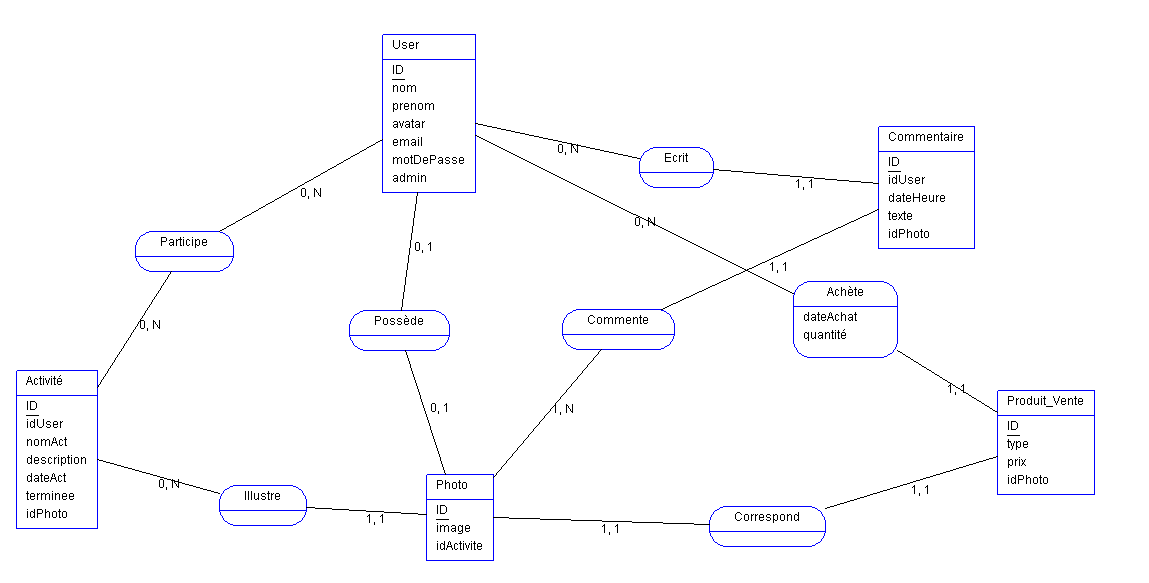 User
ID
nom
prenom
avatar
email
motDePasse
admin
Commentaire
ID
idUser
dateHeure
texte
idPhoto
0, N
Ecrit
1, 1
0, N
Participe
0, N
0, 1
0, N
1, 1
Achète
dateAchat
quantité
Possède
Commente
0, N
Activité
ID
idUser
nomAct
description
dateAct
terminee
idPhoto
0, 1
1, N
1, 1
Produit_Vente
ID
type
prix
idPhoto
0, N
Illustre
1, 1
Photo
ID
image
idActivite
1, 1
Correspond
1, 1